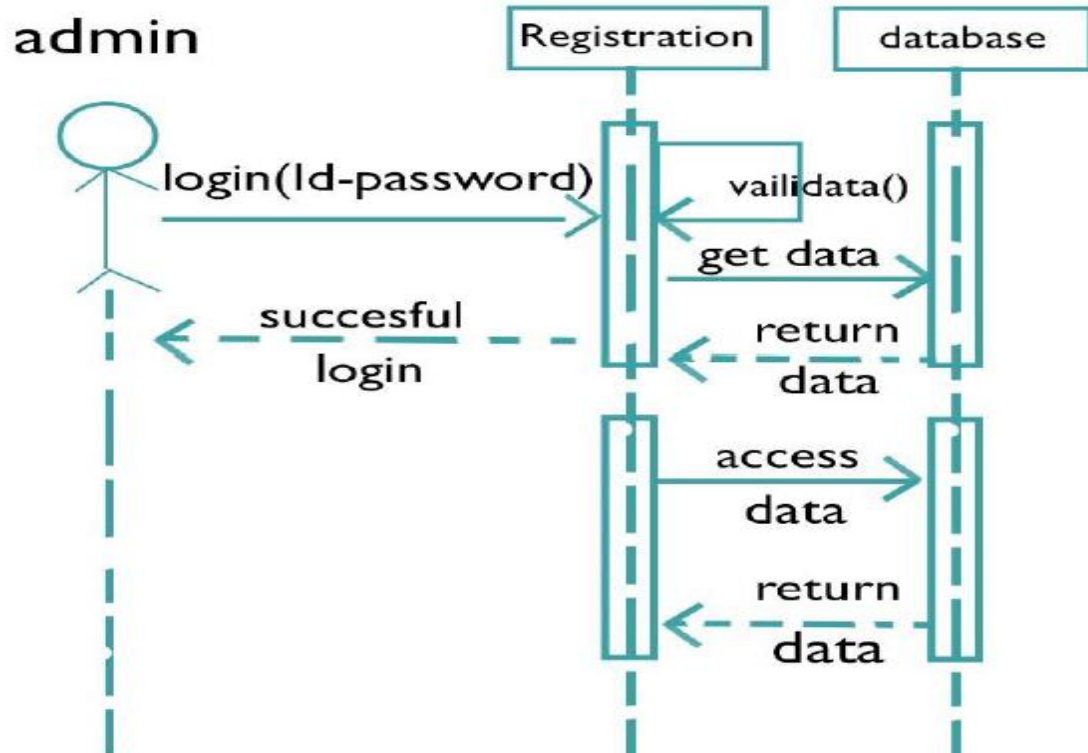 admin
Registration
database
login(Id-password)
vailidata()
get data
succesful
login
return
data
access
data
return
data